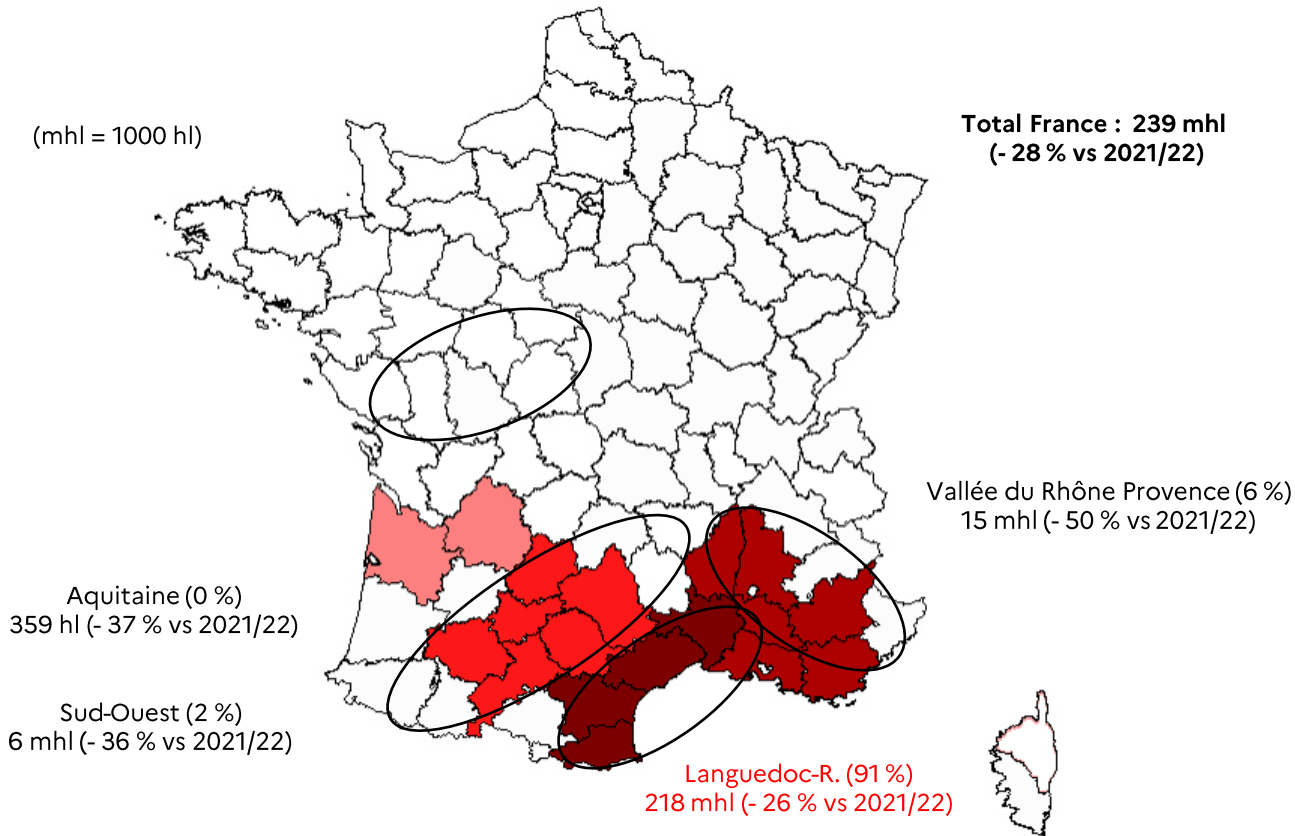 (mhl = 1000 hl)
Total France : 239 mhl
(- 28 % vs 2021/22)
Vallée du Rhône Provence (6 %)
15 mhl (- 50 % vs 2021/22)
Aquitaine (0 %)
359 hl (- 37 % vs 2021/22)
Sud-Ouest (2 %)
6 mhl (- 36 % vs 2021/22)
Languedoc-R. (91 %)
218 mhl (- 26 % vs 2021/22)